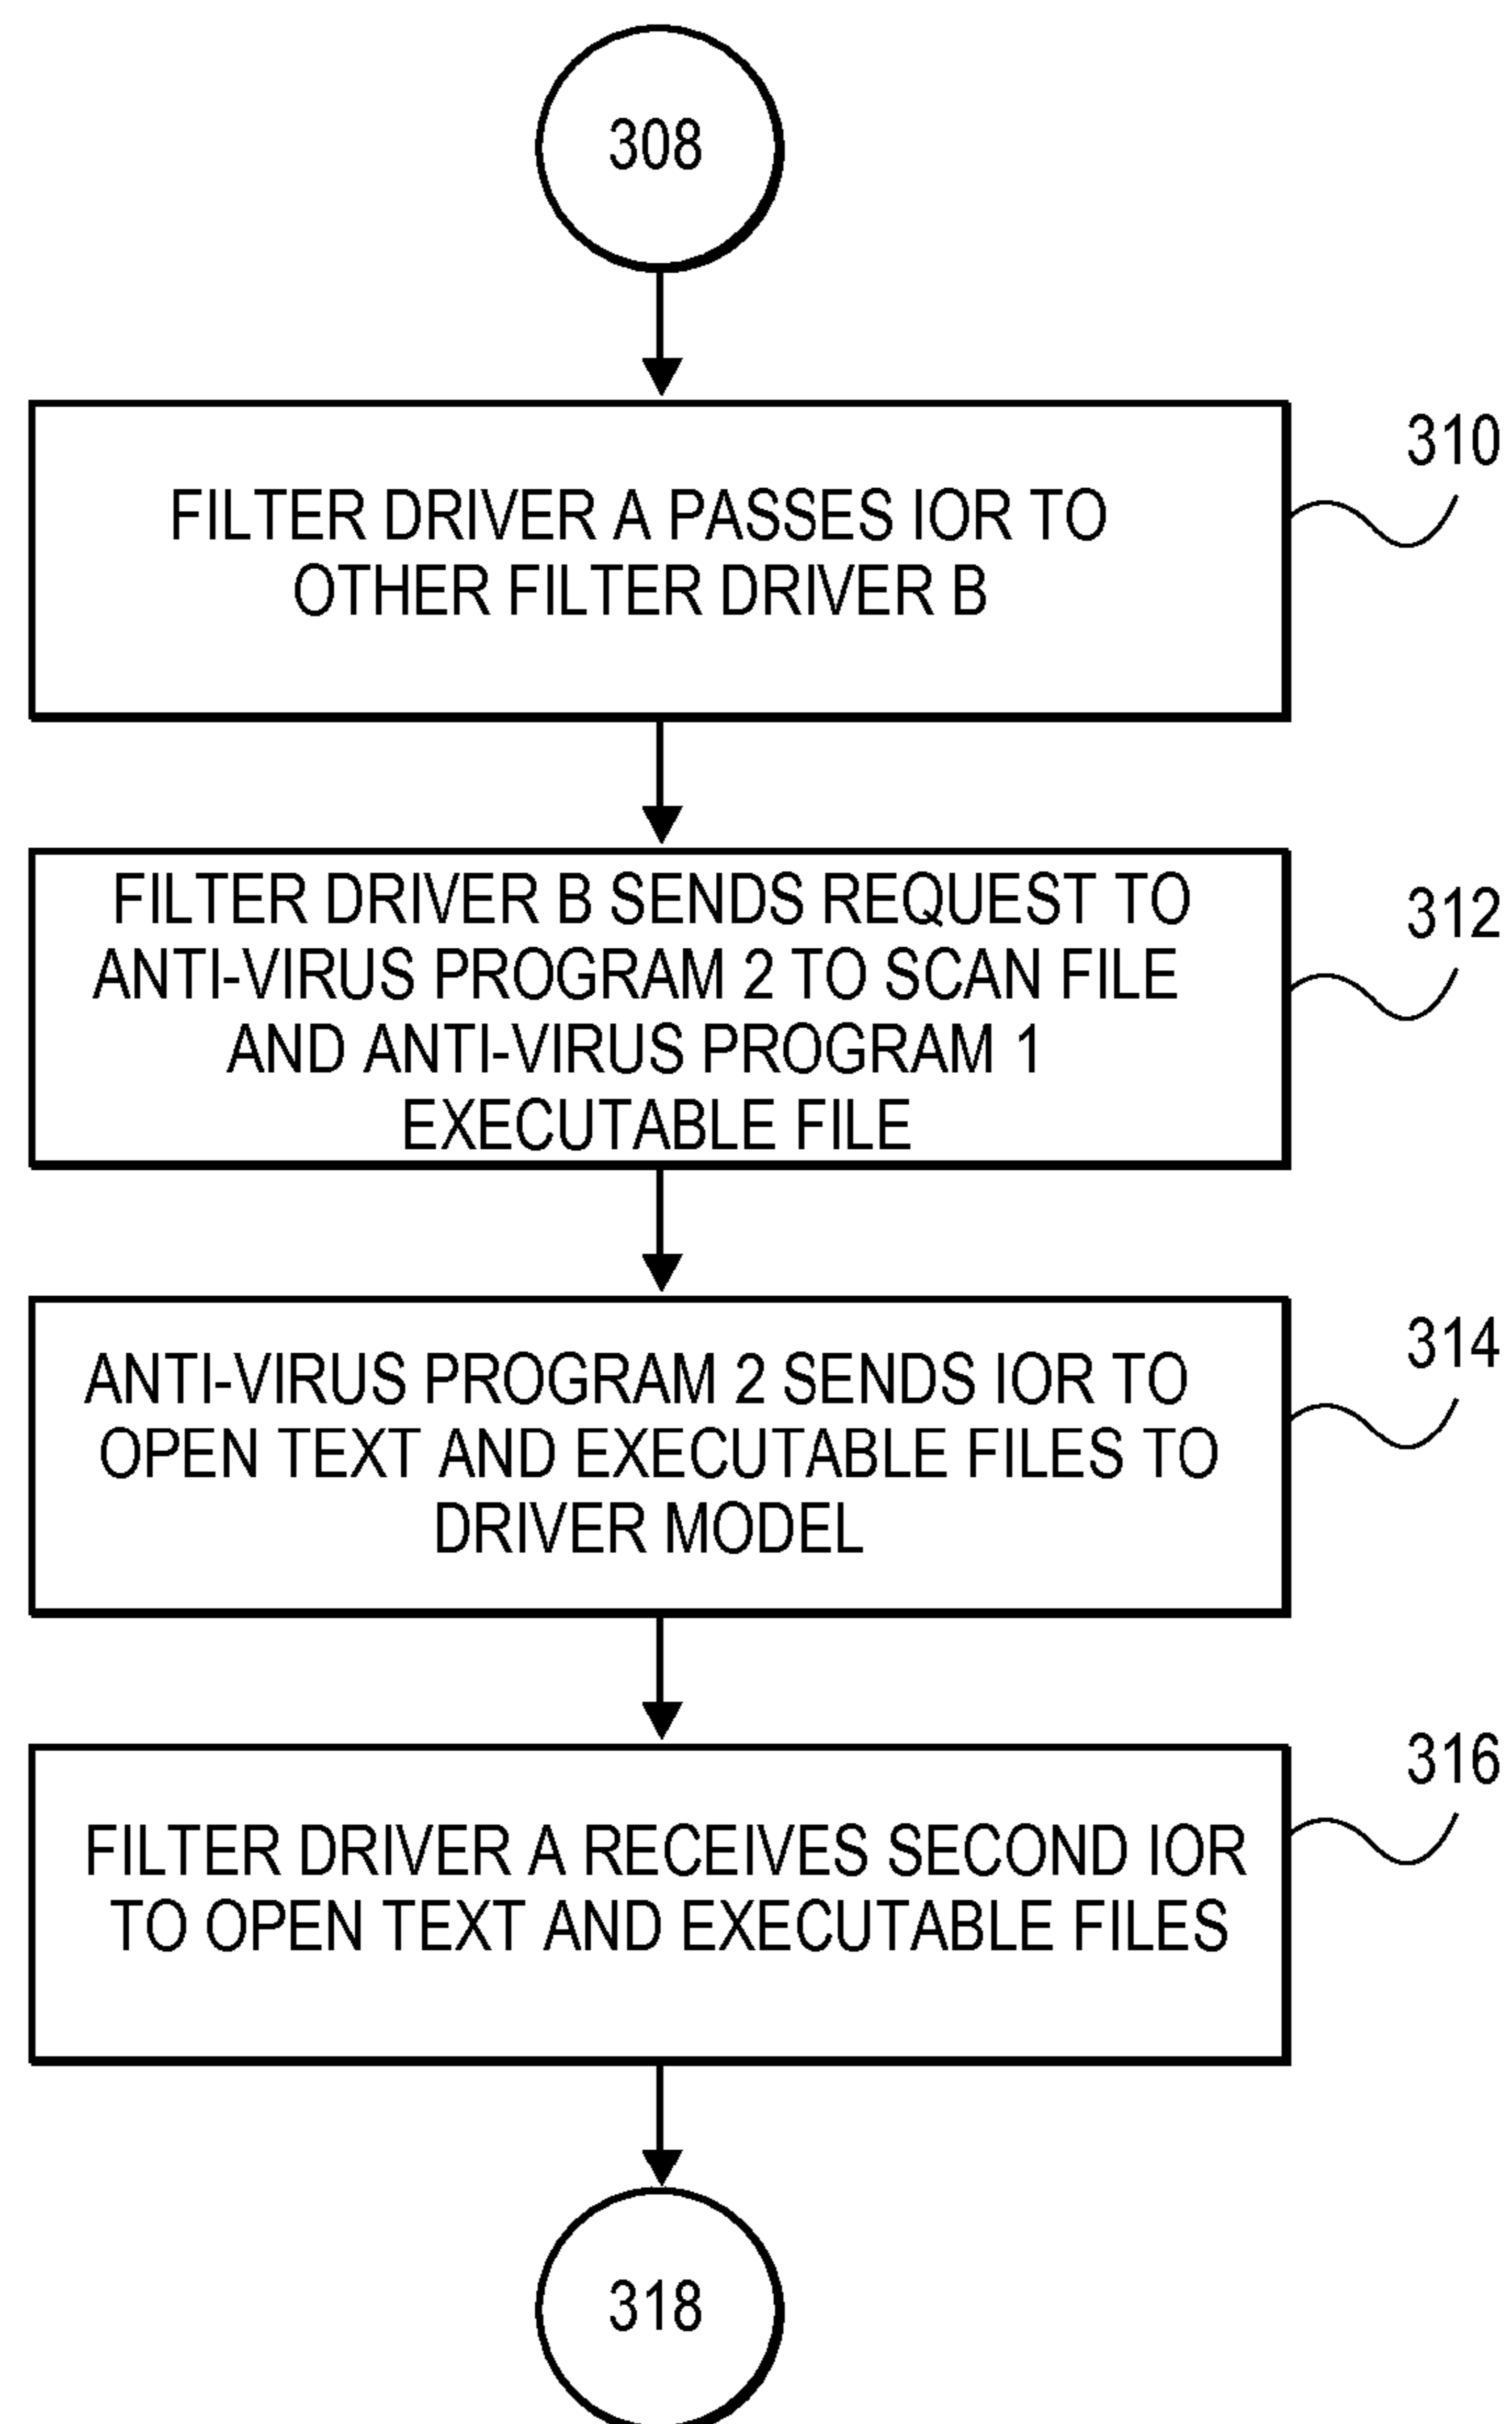 308
310
FILTER DRIVER A PASSES IOR TO
OTHER FILTER DRIVER B
312
FILTER DRIVER B SENDS REQUEST TO
ANTI-VIRUS PROGRAM 2 TO SCAN FILE
AND ANTI-VIRUS PROGRAM 1
EXECUTABLE FILE
314
ANTI-VIRUS PROGRAM 2 SENDS IOR TO
OPEN TEXT AND EXECUTABLE FILES TO
DRIVER MODEL
316
FILTER DRIVER A RECEIVES SECOND IOR
TO OPEN TEXT AND EXECUTABLE FILES
318